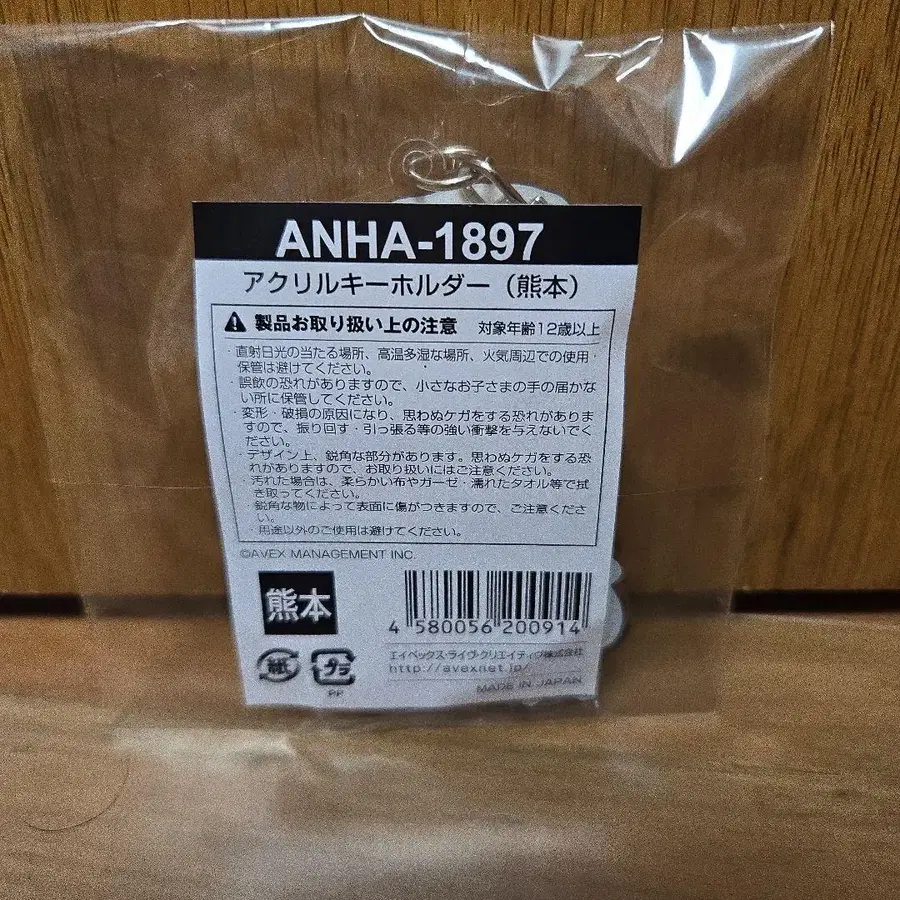 ANHA-1897
アクリルキーホルダー（熊本）
製品お取り扱い上の注意 対象年齢12歳以上
・直射日光の当たる場所、高温多湿な場所、火気周辺での使用・
保管は避けてください。
・誤飲の恐れがありますので、小さなお子さまの手の届かな
い所に保管してください。
・変形・破損の原因になり、思わぬケガをする恐れがありま
すので、振り回す・引っ張る等の強い衝撃を与えないでく
ださい。
・デザイン上、鋭角な部分があります。思わぬケガをする恐
れがありますので、お取り扱いにはご注意ください。
・汚れた場合は、柔らかい布やガーゼ・濡れたタオル等で拭
き取ってください。
・鋭角な物によって表面に傷がつきますので、ご注意くださ
い。
・用途以外のご使用は避けてください。
©AVEX MANAGEMENT INC.
熊本
4 580056 200914
エイベックス・ライヴ・クリエイティヴ株式会社
http://avexnet.jp/
MADE IN JAPAN
紙
プラ
PP